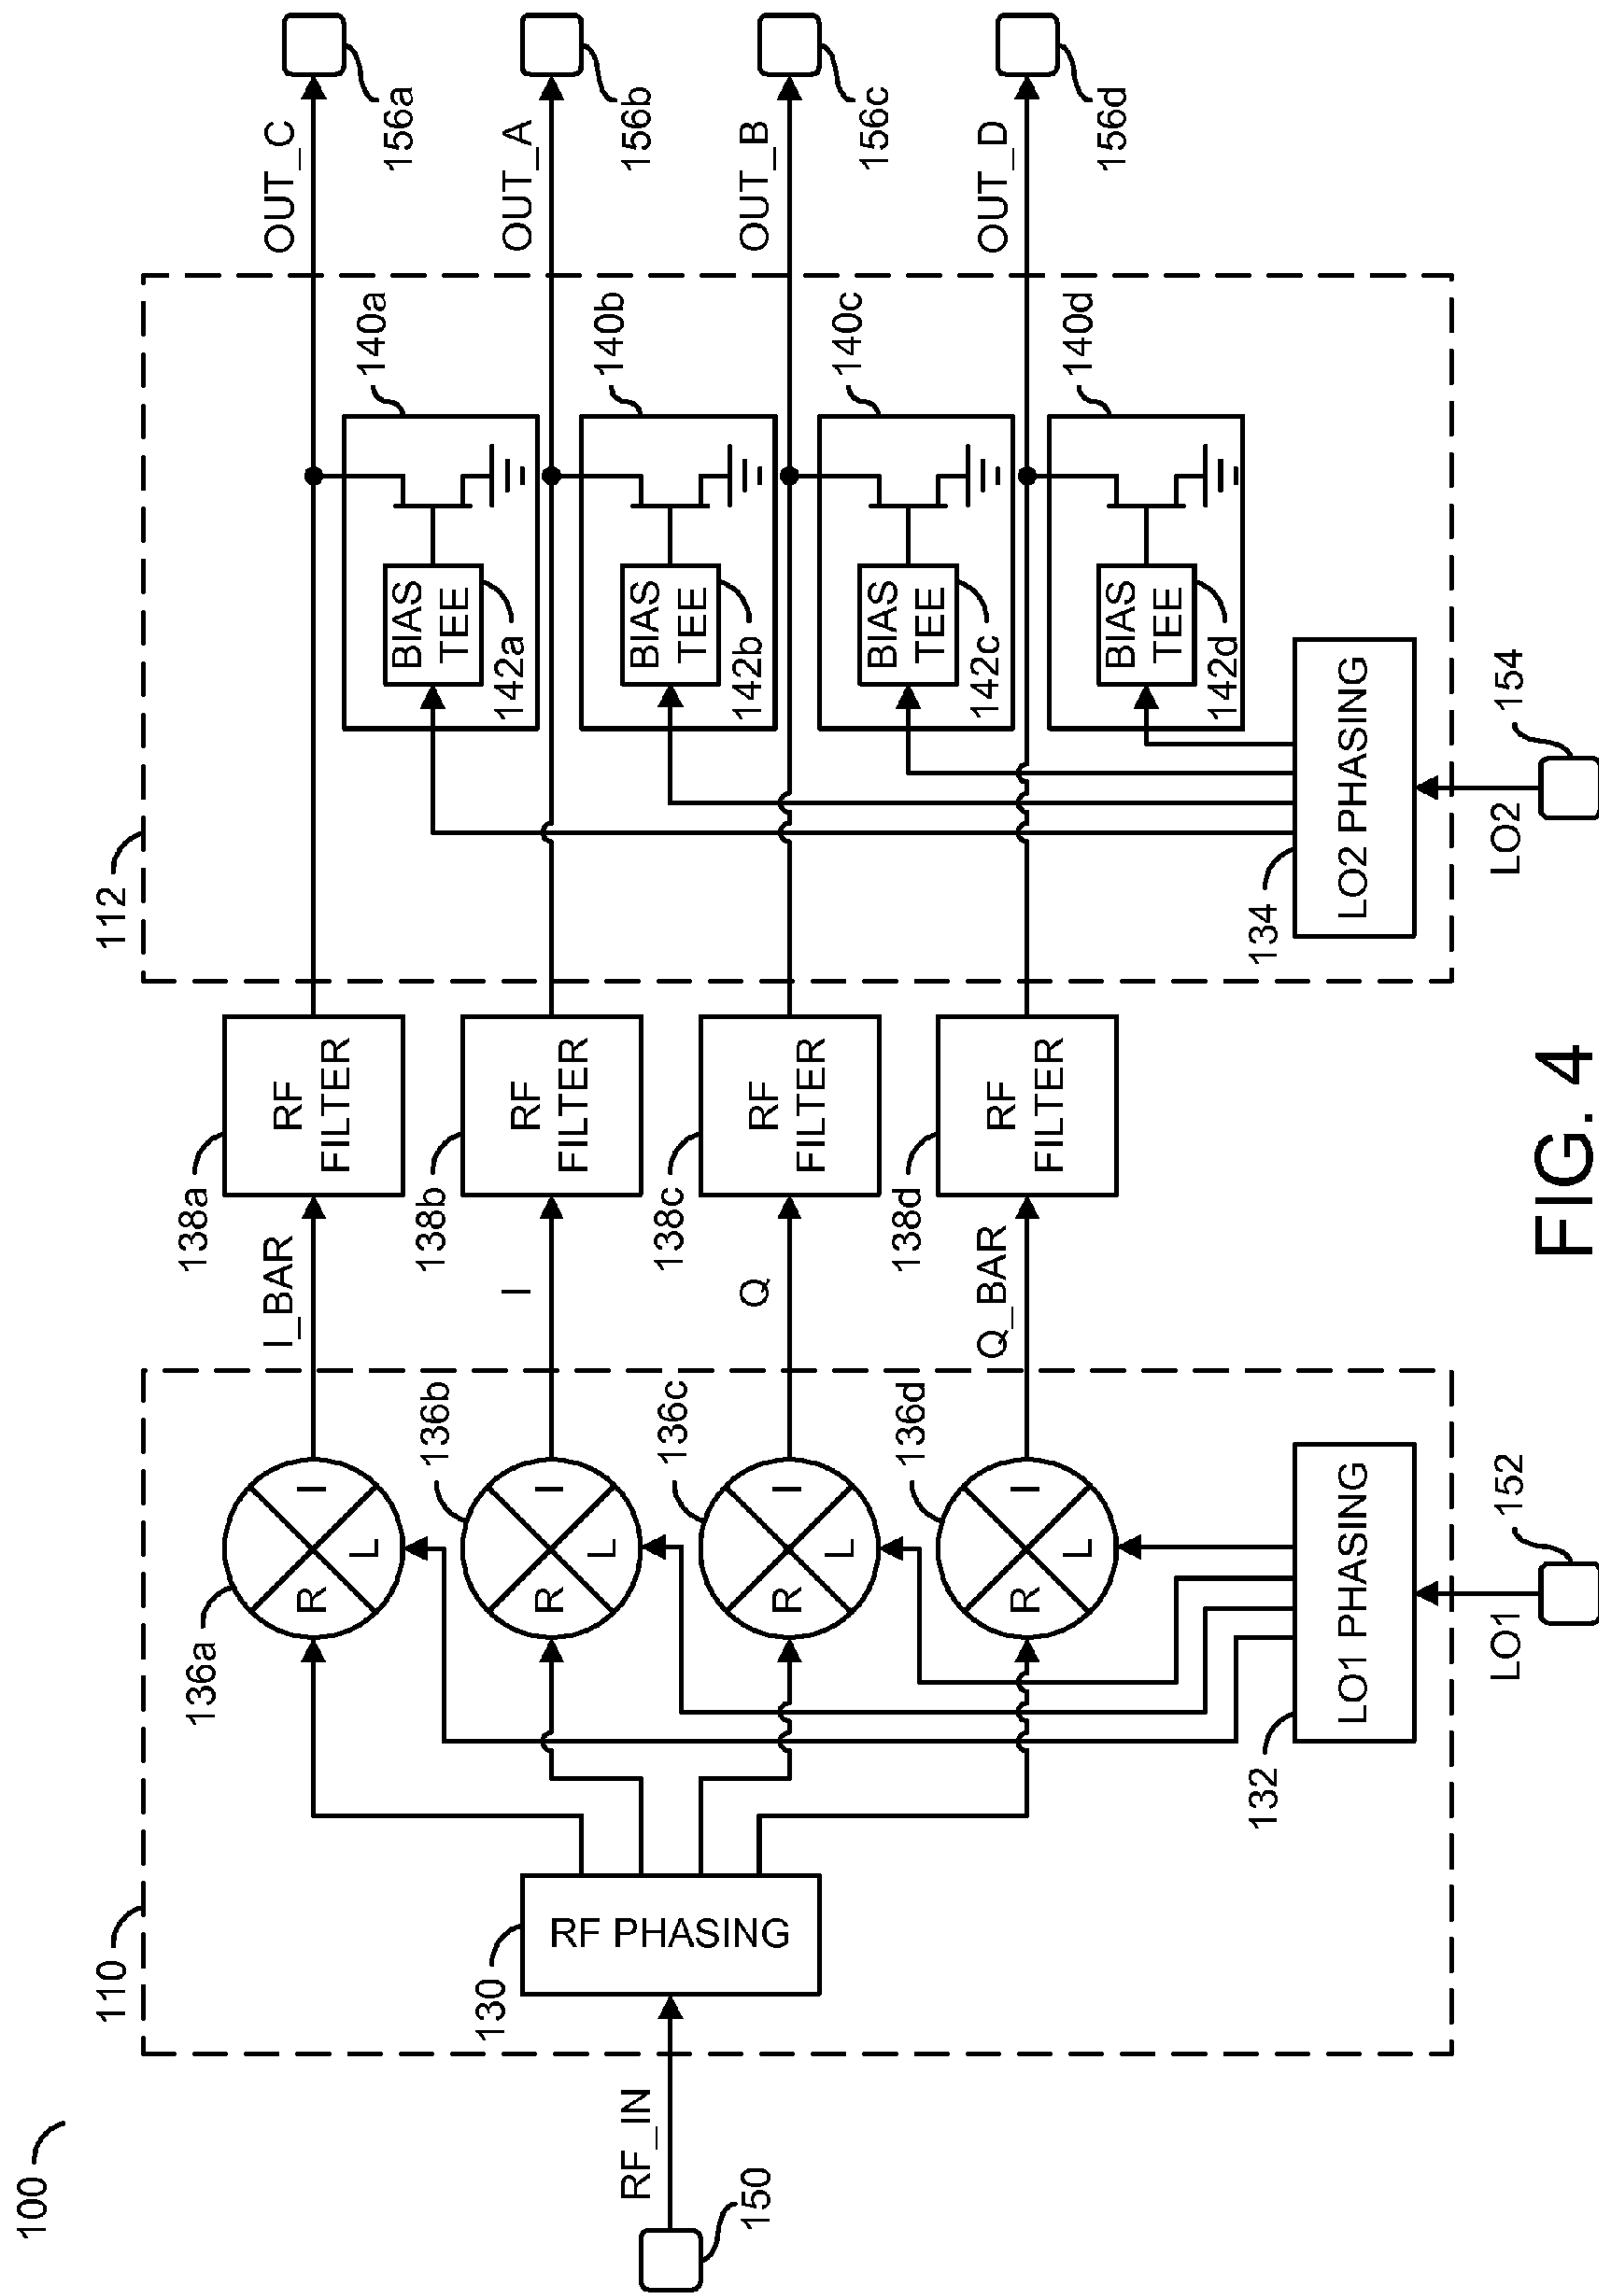 100
110
112
RF_IN
150
RF PHASING
130
136a
R
I
L
136b
R
I
L
136c
R
I
L
136d
R
I
L
LO1 PHASING
132
LO1
152
I_BAR
I
Q
Q_BAR
138a
RF
FILTER
138b
RF
FILTER
138c
RF
FILTER
138d
RF
FILTER
140a
BIAS
TEE
142a
140b
BIAS
TEE
142b
140c
BIAS
TEE
142c
140d
BIAS
TEE
142d
LO2 PHASING
134
LO2
154
OUT_C
156a
OUT_A
156b
OUT_B
156c
OUT_D
156d
FIG. 4